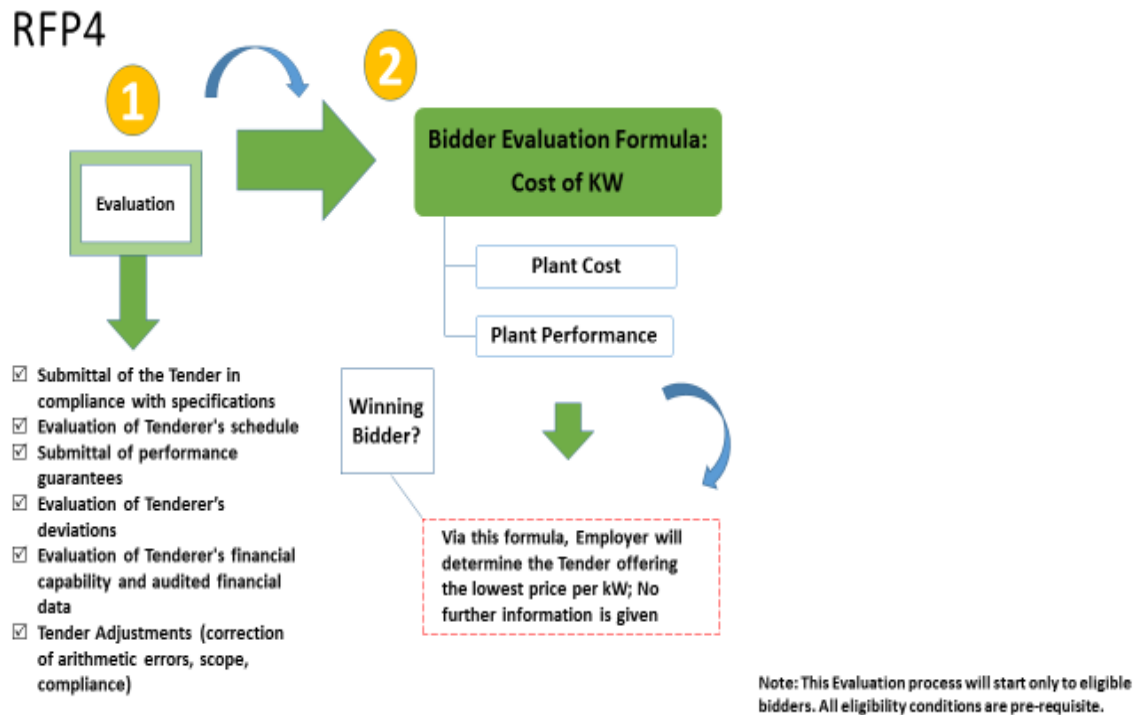 RFP4
1
2
Evaluation
Bidder Evaluation Formula:
Cost of KW
Plant Cost
Plant Performance
☑ Submittal of the Tender in
compliance with specifications
☑ Evaluation of Tenderer's schedule
☑ Submittal of performance
guarantees
☑ Evaluation of Tenderer's
deviations
☑ Evaluation of Tenderer's financial
capability and audited financial
data
☑ Tender Adjustments (correction
of arithmetic errors, scope,
compliance)
Winning
Bidder?
Via this formula, Employer will
determine the Tender offering
the lowest price per kW; No
further information is given
Note: This Evaluation process will start only to eligible
bidders. All eligibility conditions are pre-requisite.